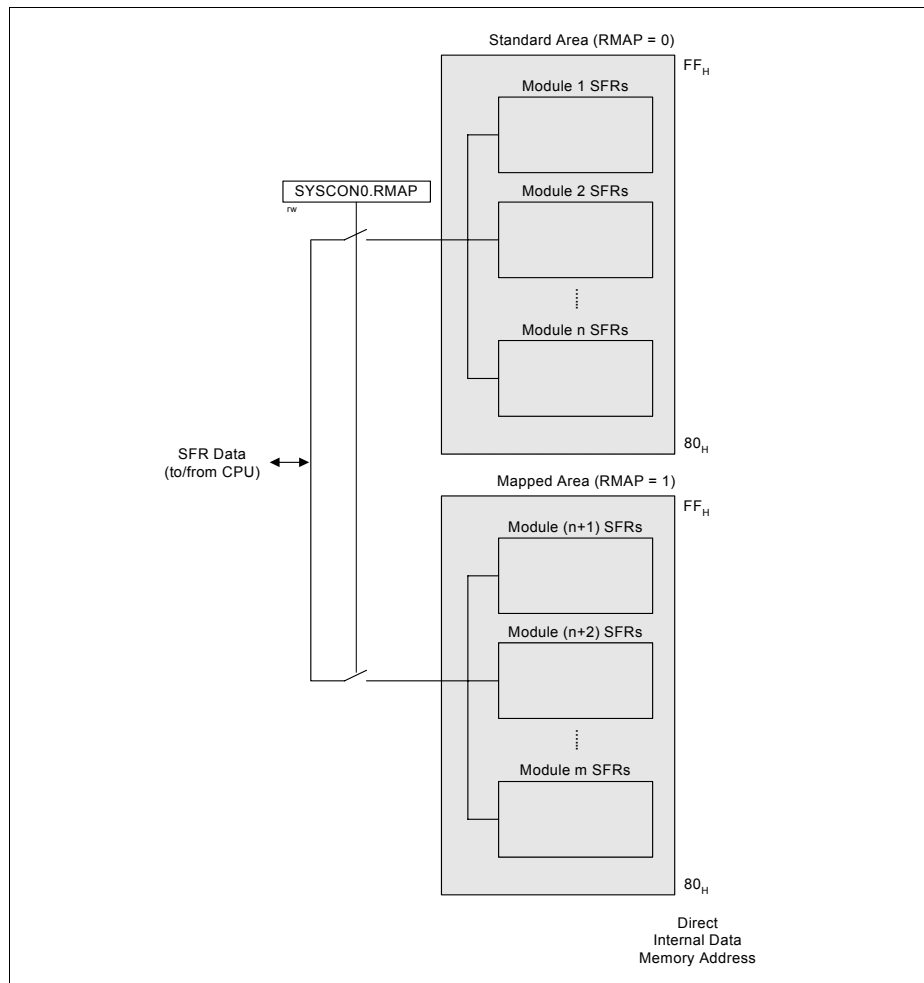 Standard Area (RMAP = 0)
FFH
Module 1 SFRs
SYSCON0.RMAP
rw
Module 2 SFRs
Module n SFRs
80H
SFR Data
(to/from CPU)
Mapped Area (RMAP = 1)
FFH
Module (n+1) SFRs
Module (n+2) SFRs
Module m SFRs
80H
Direct
Internal Data
Memory Address